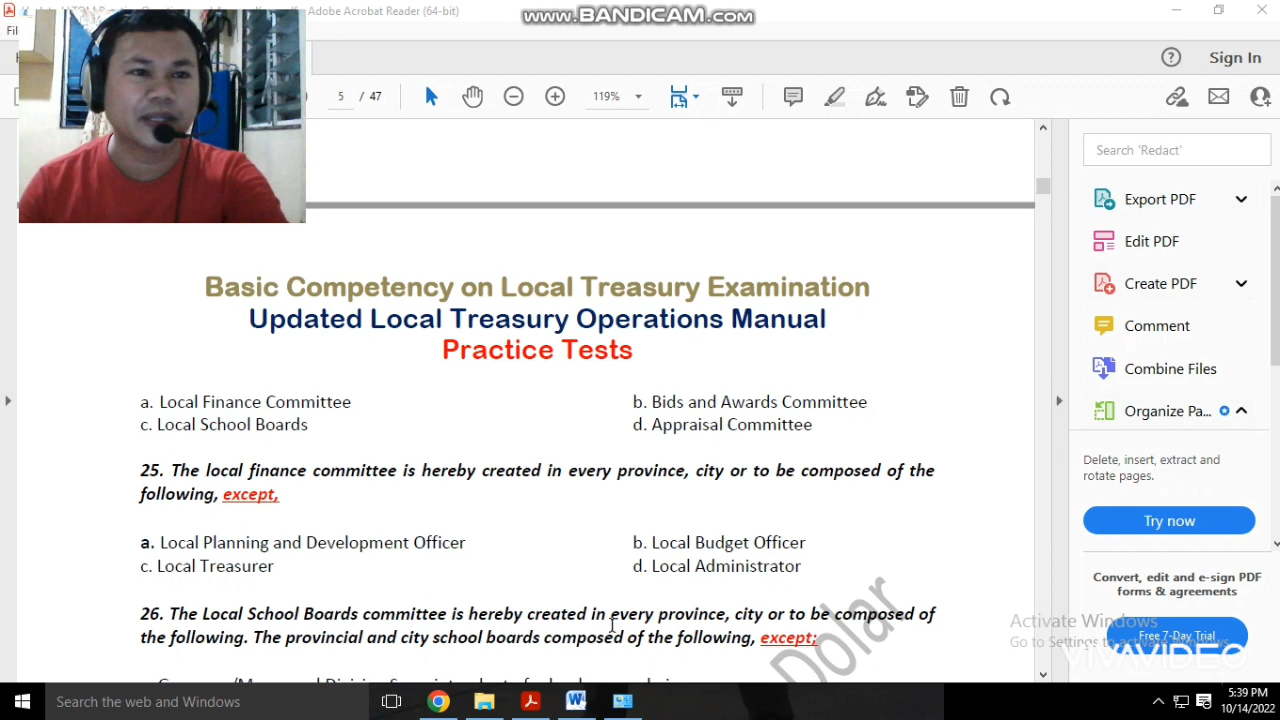 Adobe Acrobat Reader (64-bit)
www.BANDICAM.com
Sign In
5 / 47
119%
Search 'Redact'
Export PDF
Edit PDF
Create PDF
Comment
Combine Files
Organize Pa...
Delete, insert, extract and
rotate pages.
Try now
Convert, edit and e-sign PDF
forms & agreements
Free 7-Day Trial
Activate Windows
Go to Settings to activate Windows.
VIVAVIDEO
Basic Competency on Local Treasury Examination
Updated Local Treasury Operations Manual
Practice Tests
a. Local Finance Committee b. Bids and Awards Committee
c. Local School Boards d. Appraisal Committee
25. The local finance committee is hereby created in every province, city or to be composed of the
following, except,
a. Local Planning and Development Officer b. Local Budget Officer
c. Local Treasurer d. Local Administrator
26. The Local School Boards committee is hereby created in every province, city or to be composed of
the following. The provincial and city school boards composed of the following, except;
Dolar
Search the web and Windows
5:39 PM
10/14/2022